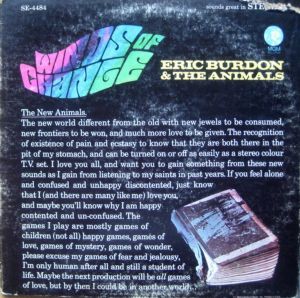 SE-4484
sounds great in STEREO
WINDS OF CHANGE
MGM
ERIC BURDON
& THE ANIMALS
The New Animals.
The new world different from the old with new jewels to be consumed,
new frontiers to be won, and much more love to be given. The recognition
of existence of pain and ecstasy to know that they are both there in the
pit of my stomach, and can be turned on or off as easily as a stereo colour
T.V. set. I love you all, and want you to gain something from these new
sounds as I gain from listening to my saints in past years. If you feel alone
and confused and unhappy discontented, just know
that I (and there are many like me) love you,
and maybe you'll know why I am happy
contented and un-confused. The
games I play are mostly games of
children (not all) happy games, games of
love, games of mystery, games of wonder,
please excuse my games of fear and jealousy,
I'm only human after all and still a student of
life. Maybe the next production will be all games
of love, but by then I could be in another world...